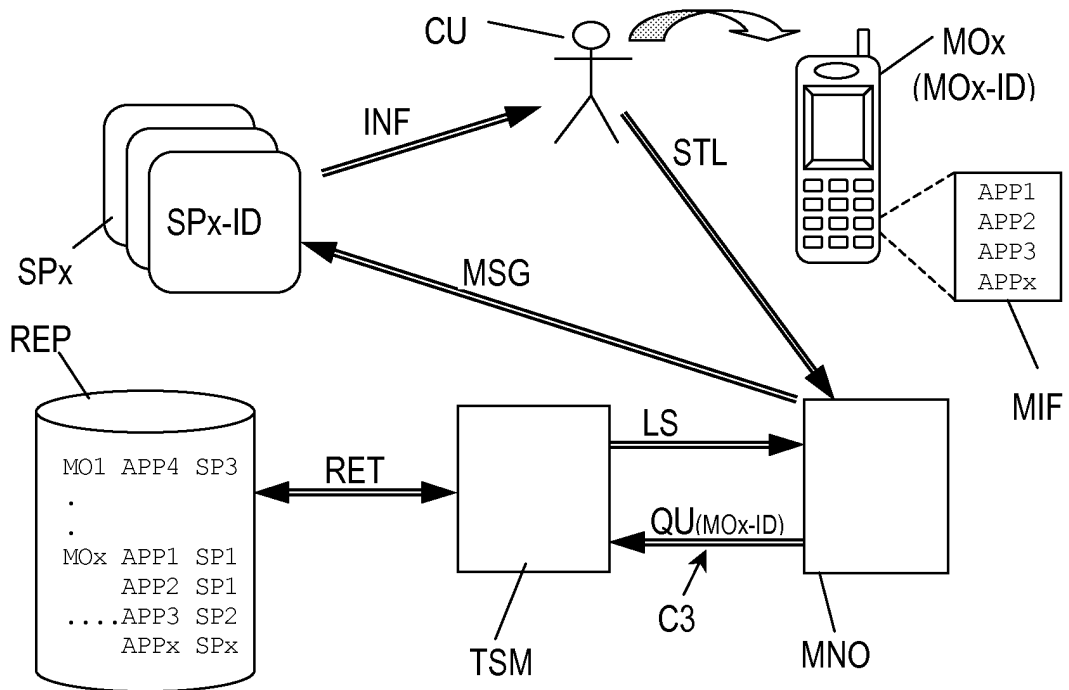 CU
MOx
(MOx-ID)
INF
STL
APP1
APP2
APP3
APPx
SPx-ID
SPx
MSG
REP
MIF
LS
MO1 APP4 SP3
.
.
MOx APP1 SP1
APP2 SP1
....APP3 SP2
APPx SPx
RET
QU(MOx-ID)
C3
TSM
MNO